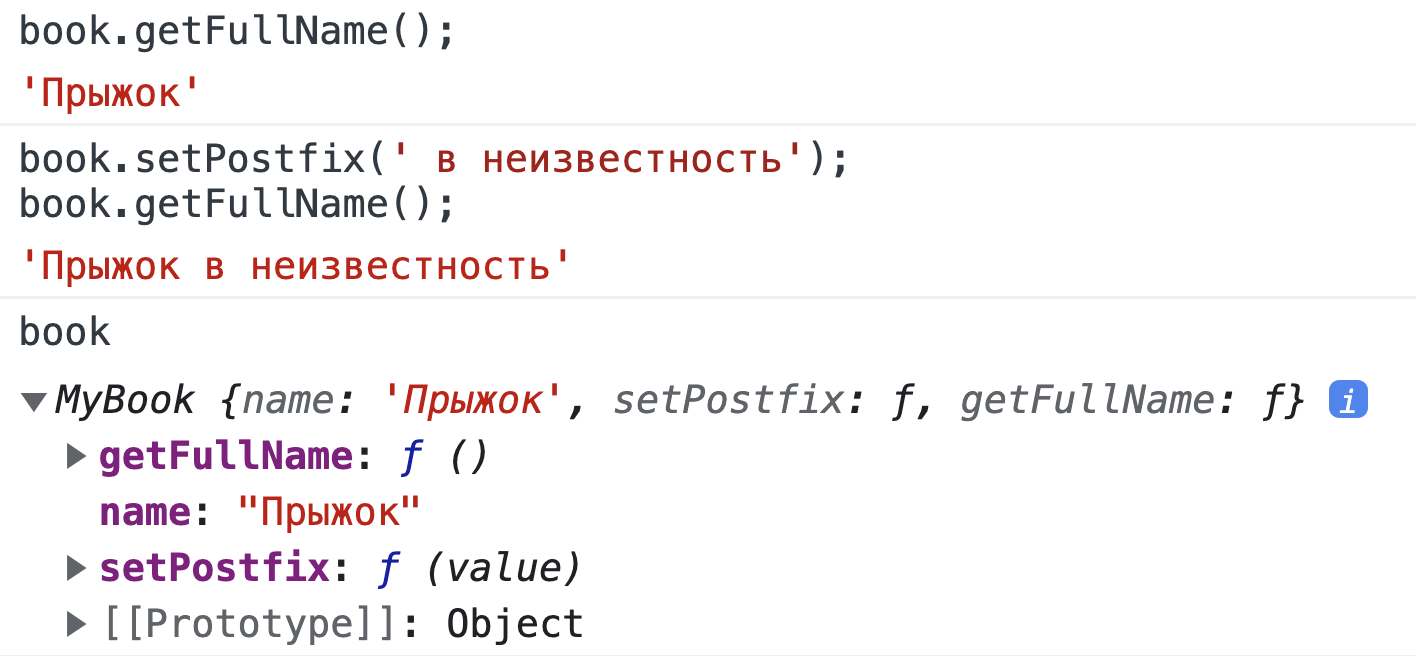 book.getFullName();
'Прыжок'
book.setPostfix(' в неизвестность');
book.getFullName();
'Прыжок в неизвестность'
book
MyBook {name: 'Прыжок', setPostfix: ƒ, getFullName: ƒ} i
getFullName: ƒ ()
name: "Прыжок"
setPostfix: ƒ (value)
[[Prototype]]: Object